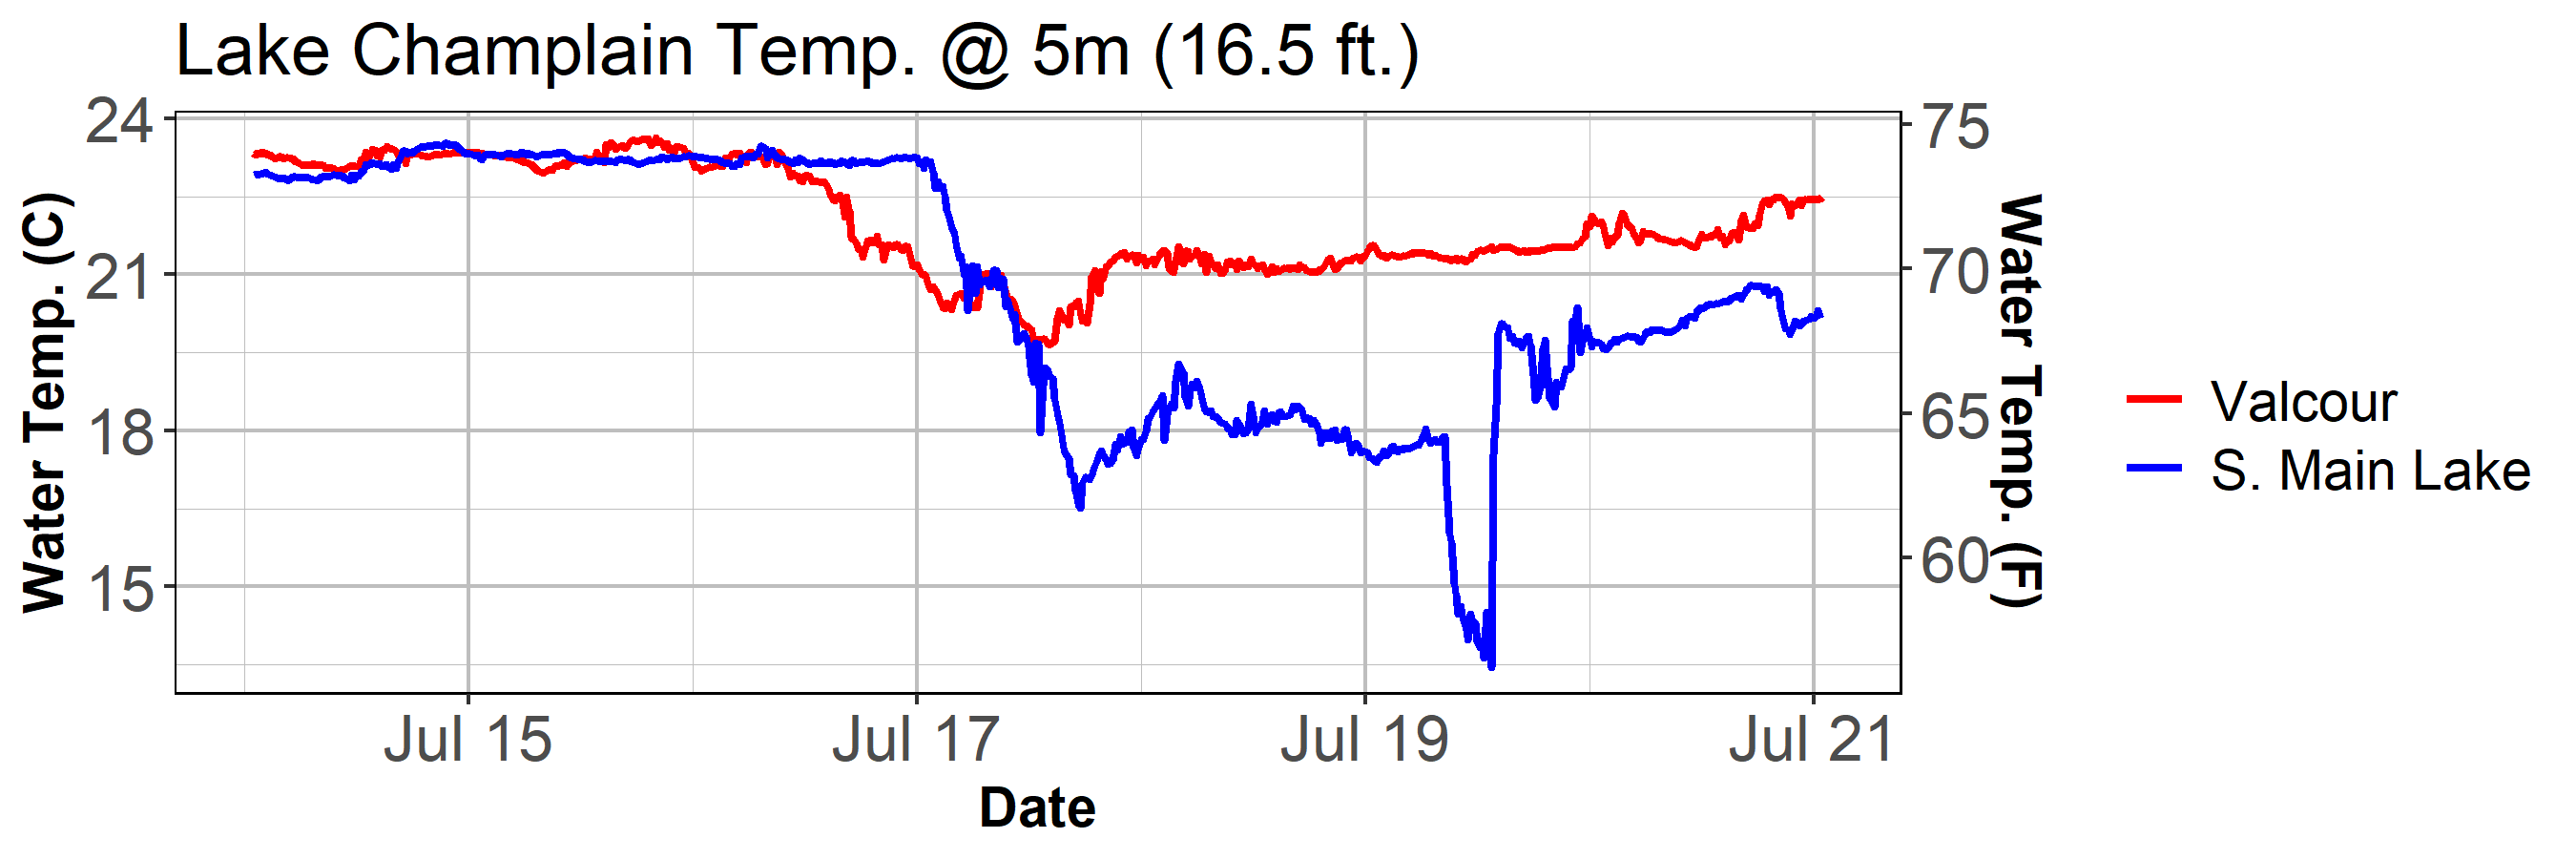 Lake Champlain Temp. @ 5m (16.5 ft.)
24
21
18
15
Water Temp. (C)
75
70
65
60
Water Temp. (F)
Valcour
S. Main Lake
Jul 15
Jul 17
Jul 19
Jul 21
Date